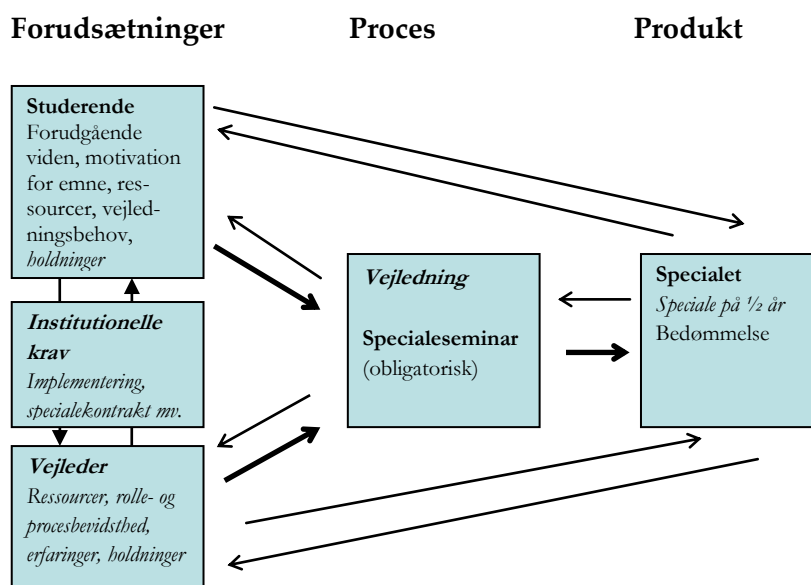 Forudsætninger Proces Produkt
Studerende
Forudgående
viden, motivation
for emne, res-
sourcer, vejled-
ningsbehov,
holdninger
Institutionelle
krav
Implementering,
specialekontrakt mv.
Vejleder
Ressourcer, rolle- og
procesbevidsthed,
erfaringer, holdninger
Vejledning
Specialeseminar
(obligatorisk)
Specialet
Speciale på ½ år
Bedømmelse